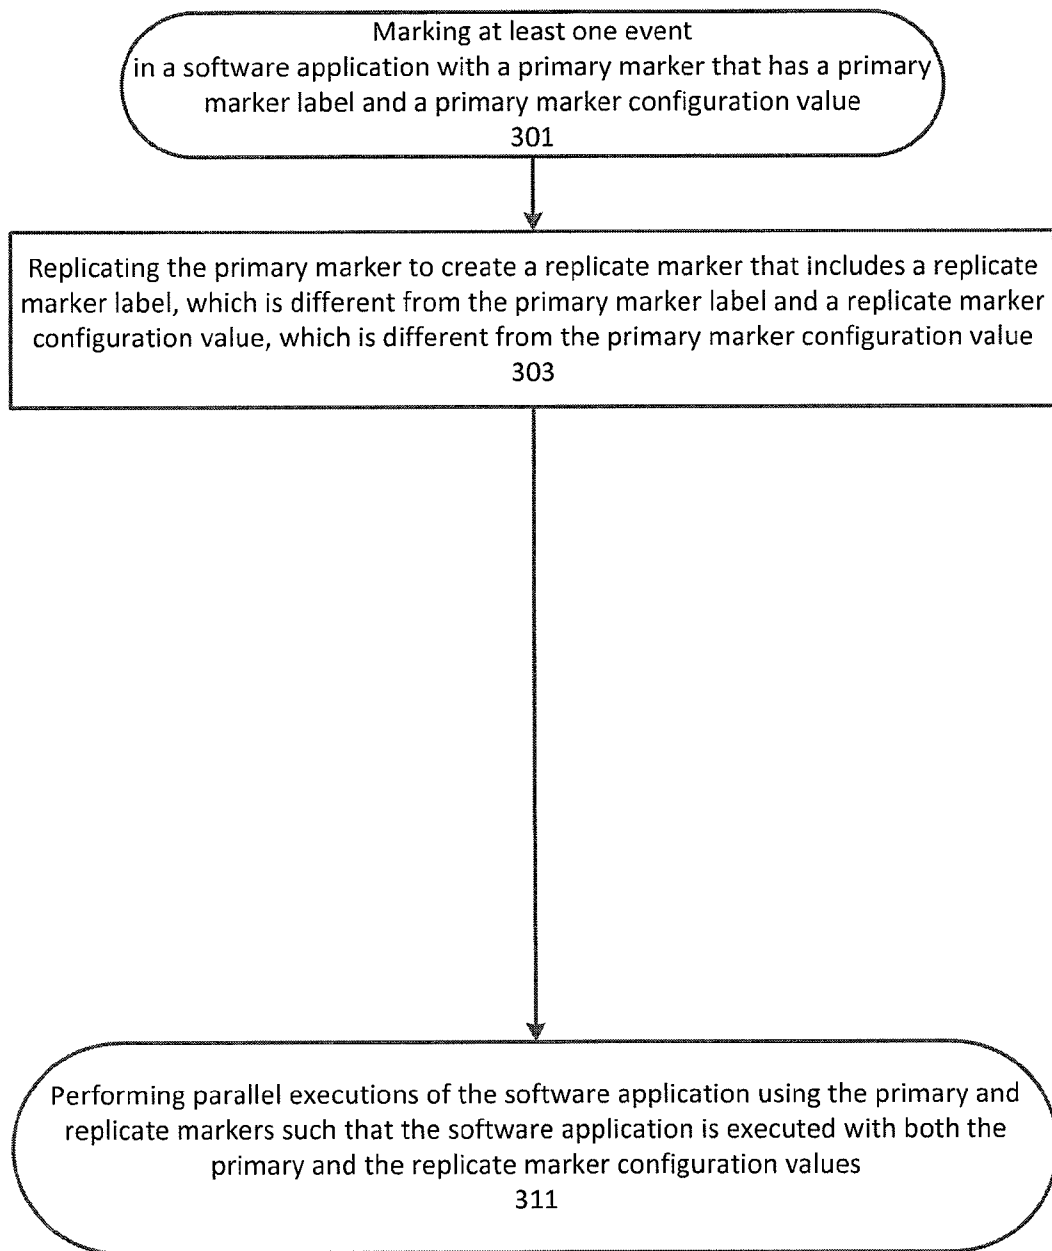 Marking at least one event
in a software application with a primary marker that has a primary
marker label and a primary marker configuration value
301
Replicating the primary marker to create a replicate marker that includes a replicate
marker label, which is different from the primary marker label and a replicate marker
configuration value, which is different from the primary marker configuration value
303
Performing parallel executions of the software application using the primary and
replicate markers such that the software application is executed with both the
primary and the replicate marker configuration values
311